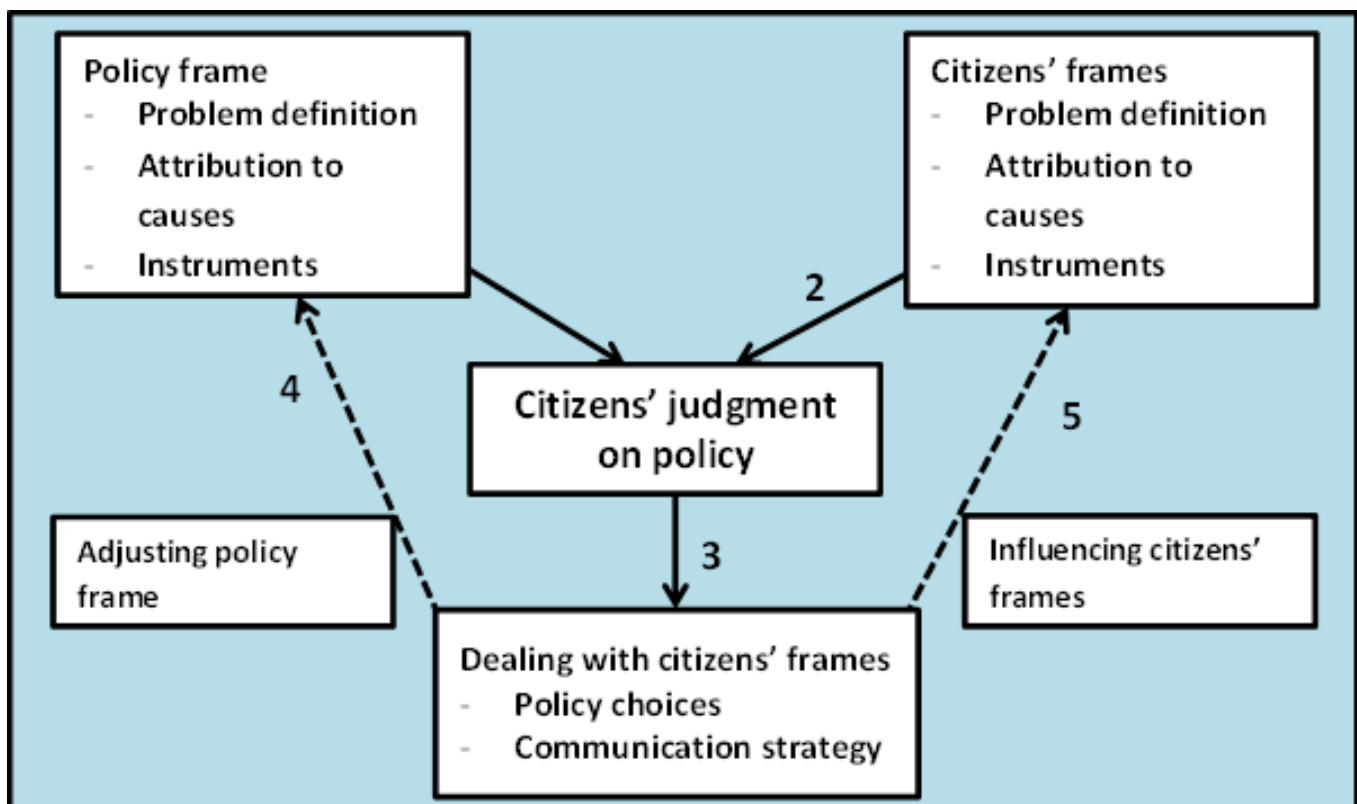 Policy frame
- Problem definition
- Attribution to
causes
- Instruments
Citizens’ frames
- Problem definition
- Attribution to
causes
- Instruments
2
Citizens’ judgment
on policy
4
5
3
Adjusting policy
frame
Influencing citizens’
frames
Dealing with citizens’ frames
- Policy choices
- Communication strategy